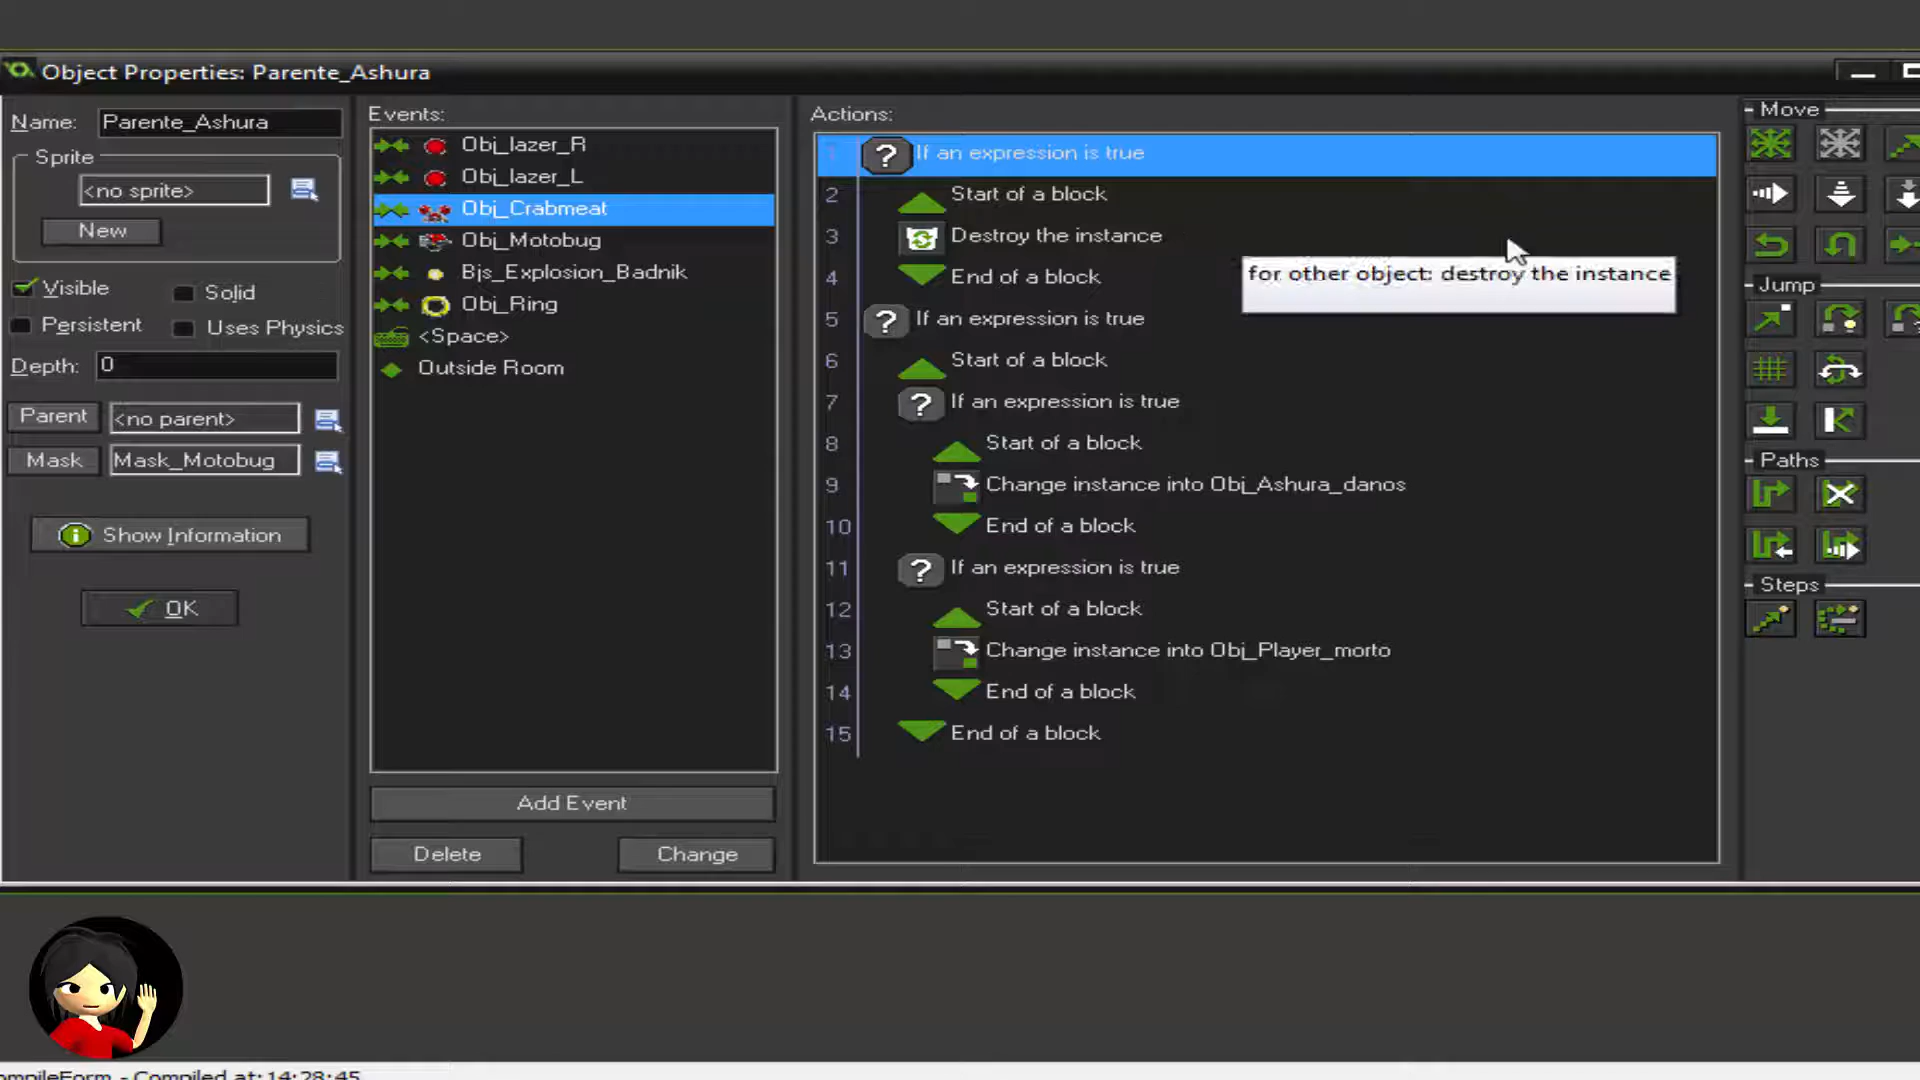 Object Properties: Parente_Ashura
Name: Parente_Ashura
Sprite
<no sprite>
New
Visible
Solid
Persistent
Uses Physics
Depth: 0
Parent <no parent>
Mask Mask_Motobug
Show Information
OK
Events:
Obj_lazer_R
Obj_lazer_L
Obj_Crabmeat
Obj_Motobug
Bjs_Explosion_Badnik
Obj_Ring
<Space>
Outside Room
Add Event
Delete
Change
Actions:
1 If an expression is true
2 Start of a block
3 Destroy the instance
4 End of a block
5 If an expression is true
6 Start of a block
7 If an expression is true
8 Start of a block
9 Change instance into Obj_Ashura_danos
10 End of a block
11 If an expression is true
12 Start of a block
13 Change instance into Obj_Player_morto
14 End of a block
15 End of a block
for other object: destroy the instance
Move
Jump
Paths
Steps
ompileForm - Compiled at: 14:28:45